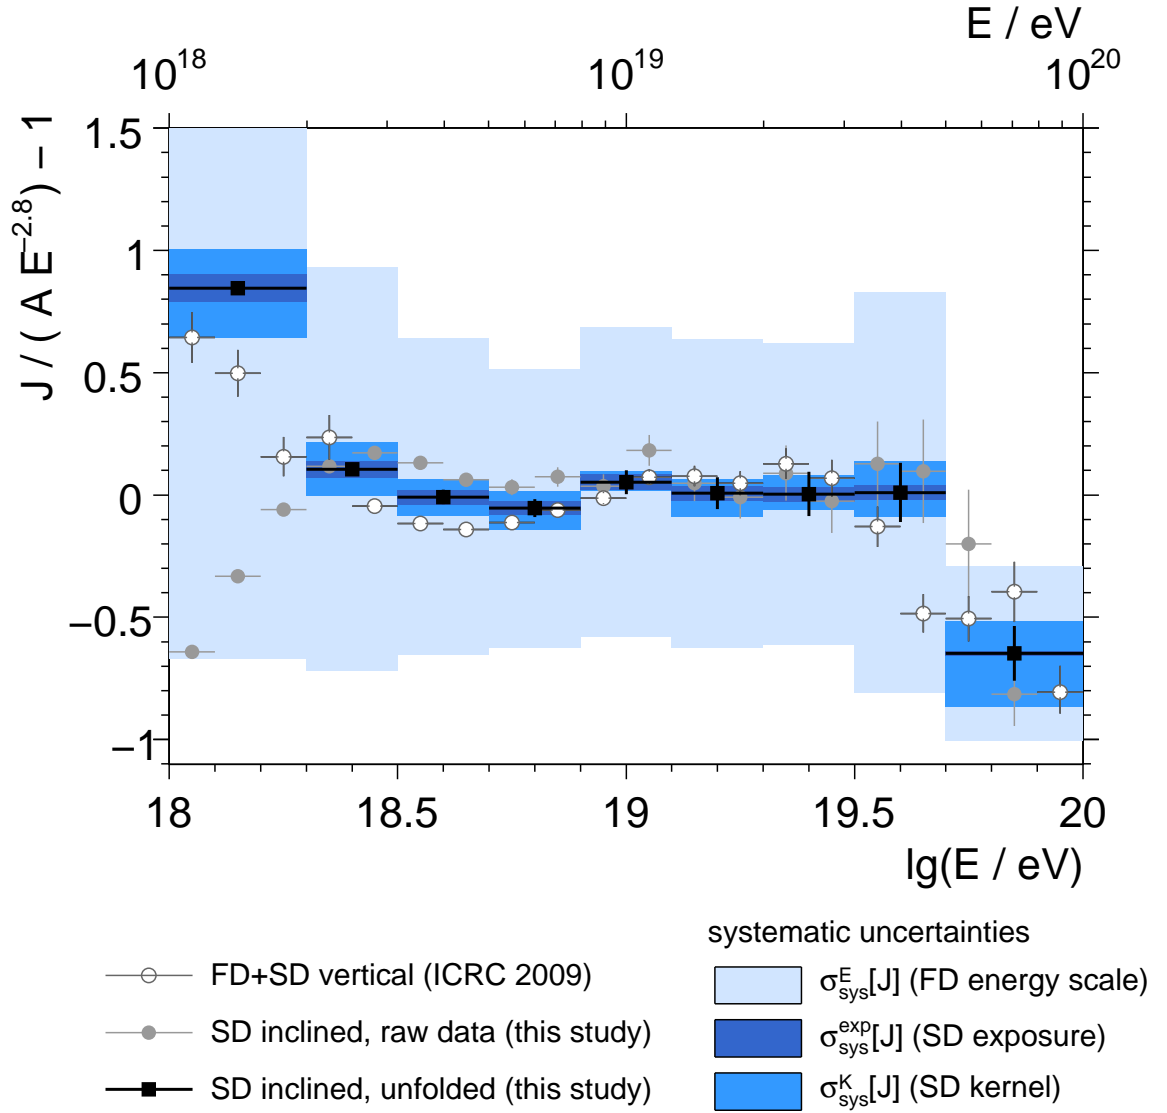 E / eV
10^18 10^19 10^20
J / ( A E^−2.8) − 1
1.5
1
0.5
0
−0.5
−1
18 18.5 19 19.5 20
lg(E / eV)
systematic uncertainties
FD+SD vertical (ICRC 2009)
SD inclined, raw data (this study)
SD inclined, unfolded (this study)
σ^E_sys[J] (FD energy scale)
σ^exp_sys[J] (SD exposure)
σ^K_sys[J] (SD kernel)